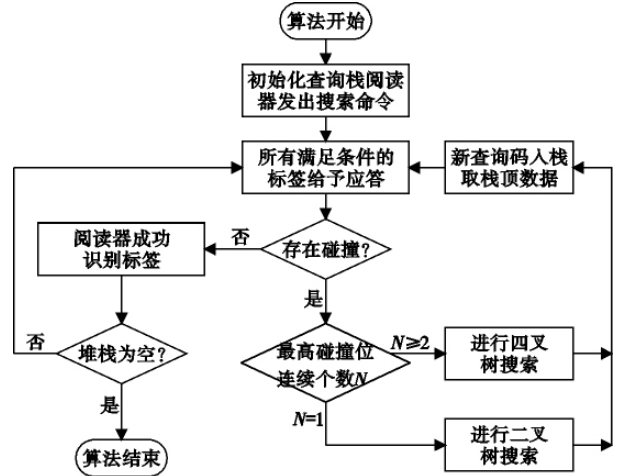 算法开始
初始化查询栈阅读
器发出搜索命令
所有满足条件的
标签给予应答
新查询码入栈
取栈顶数据
阅读器成功
识别标签
否
存在碰撞?
是
否
堆栈为空?
最高碰撞位
连续个数N
N≥2
进行四叉
树搜索
是
N=1
进行二叉
树搜索
算法结束